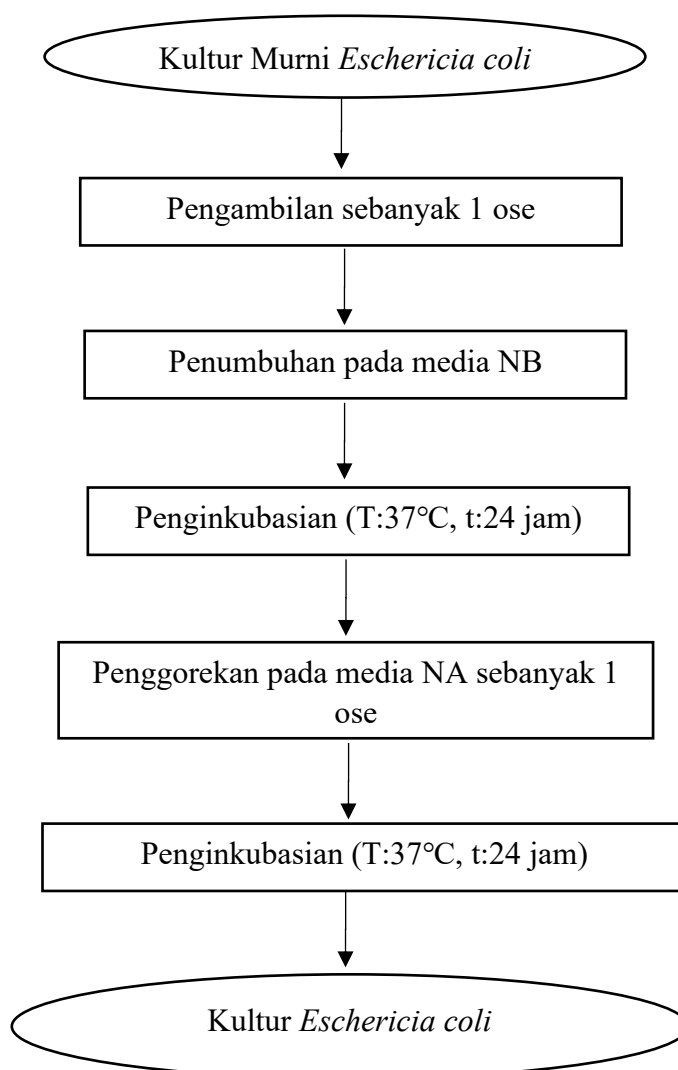 Kultur Murni Eschericia coli
Pengambilan sebanyak 1 ose
Penumbuhan pada media NB
Penginkubasian (T:37°C, t:24 jam)
Penggorekan pada media NA sebanyak 1
ose
Penginkubasian (T:37°C, t:24 jam)
Kultur Eschericia coli